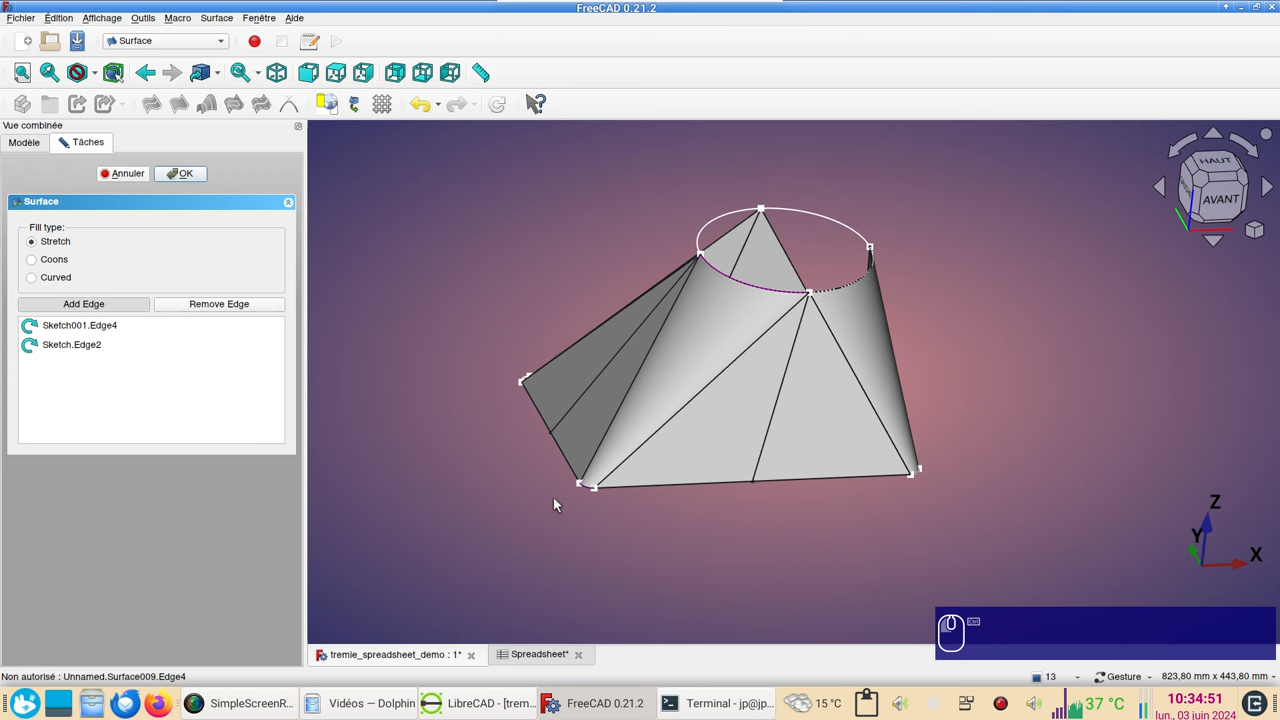 FreeCAD 0.21.2
Fichier Édition Affichage Outils Macro Surface Fenêtre Aide
Surface
Vue combinée
Modèle Tâches
Annuler OK
Surface
Fill type:
Stretch
Coons
Curved
Add Edge Remove Edge
Sketch001.Edge4
Sketch.Edge2
HAUT
AVANT
Z
Y
X
Ctrl
tremie_spreadsheet_demo : 1* Spreadsheet*
Non autorisé : Unnamed.Surface009.Edge4 13 Gesture 823,80 mm x 443,80 mm
SimpleScreenR... Vidéos — Dolphin LibreCAD - [trem... FreeCAD 0.21.2 Terminal - jp@jp... 15°C 37 °C 10:34:51
lun., 03 juin 2024